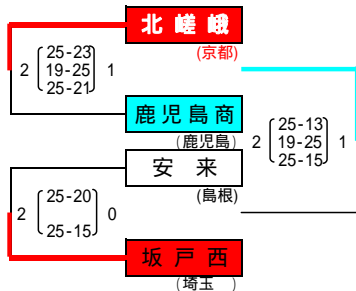 北嵯峨
(京都)
2 25-23 1
19-25
25-21
鹿児島商
(鹿児島)
2 25-13 1
19-25
25-15
安来
(島根)
2 25-20 0
25-15
坂戸西
(埼玉 )